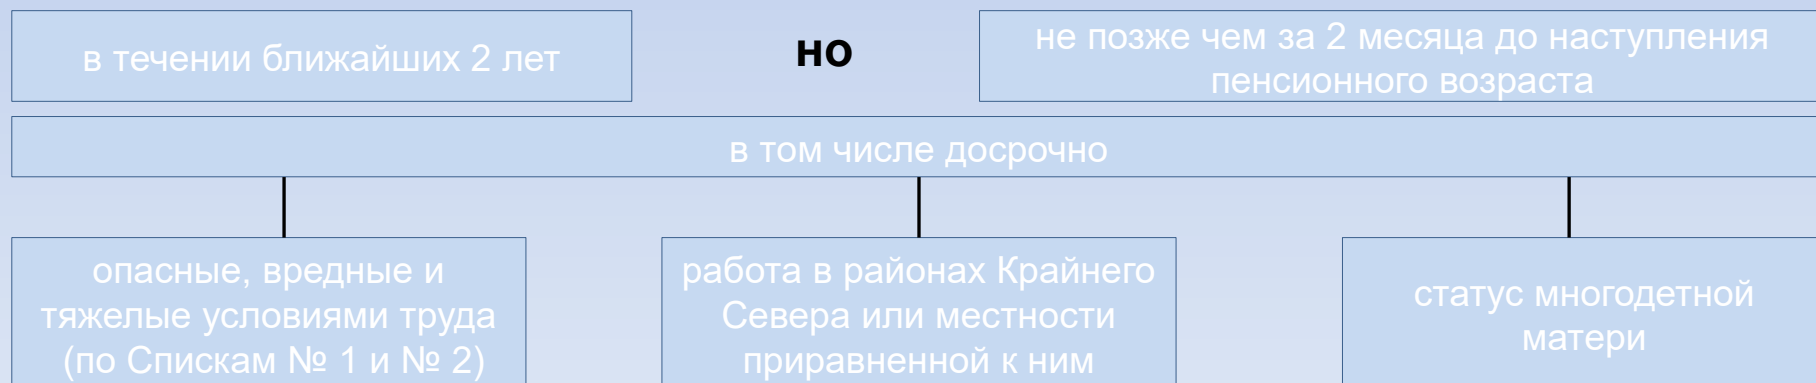 в течении ближайших 2 лет
но
не позже чем за 2 месяца до наступления
пенсионного возраста
в том числе досрочно
опасные, вредные и
тяжелые условиями труда
(по Спискам № 1 и № 2)
работа в районах Крайнего
Севера или местности
приравненной к ним
статус многодетной
матери